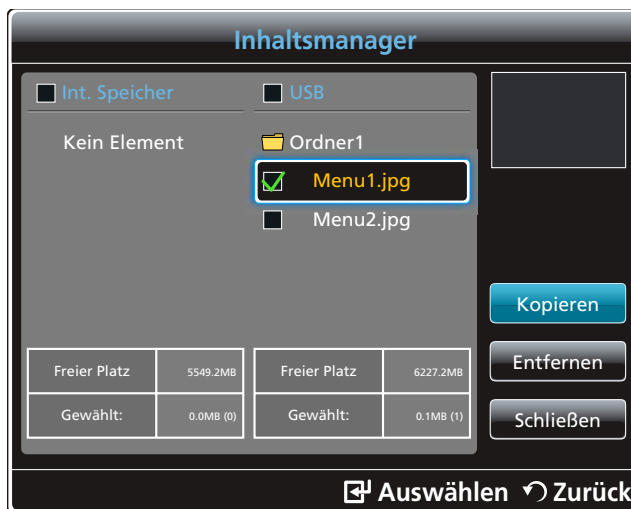 Inhaltsmanager
Int. Speicher
USB
Kein Element
Ordner1
Menu1.jpg
Menu2.jpg
Freier Platz 5549.2MB
Gewählt: 0.0MB (0)
Freier Platz 6227.2MB
Gewählt: 0.1MB (1)
Kopieren
Entfernen
Schließen
Auswählen Zurück